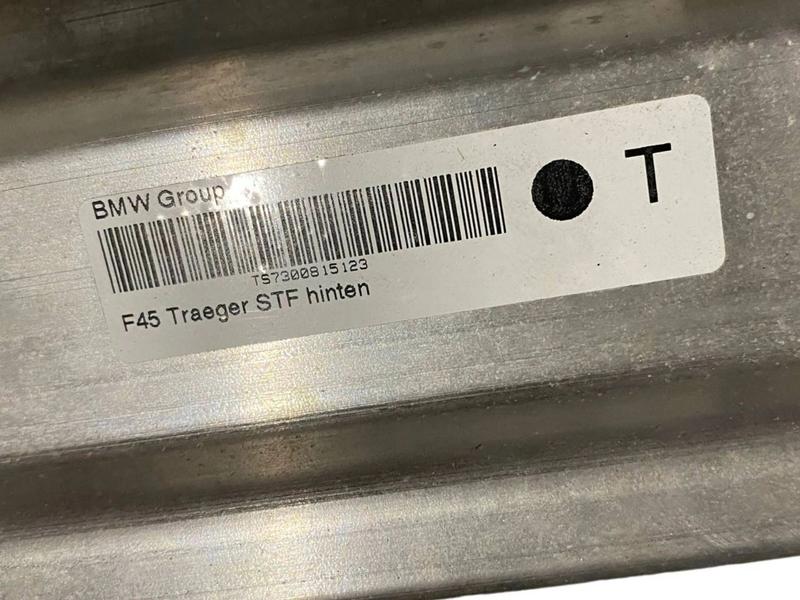 BMW Group
T
TS7300815123
F45 Traeger STF hinten